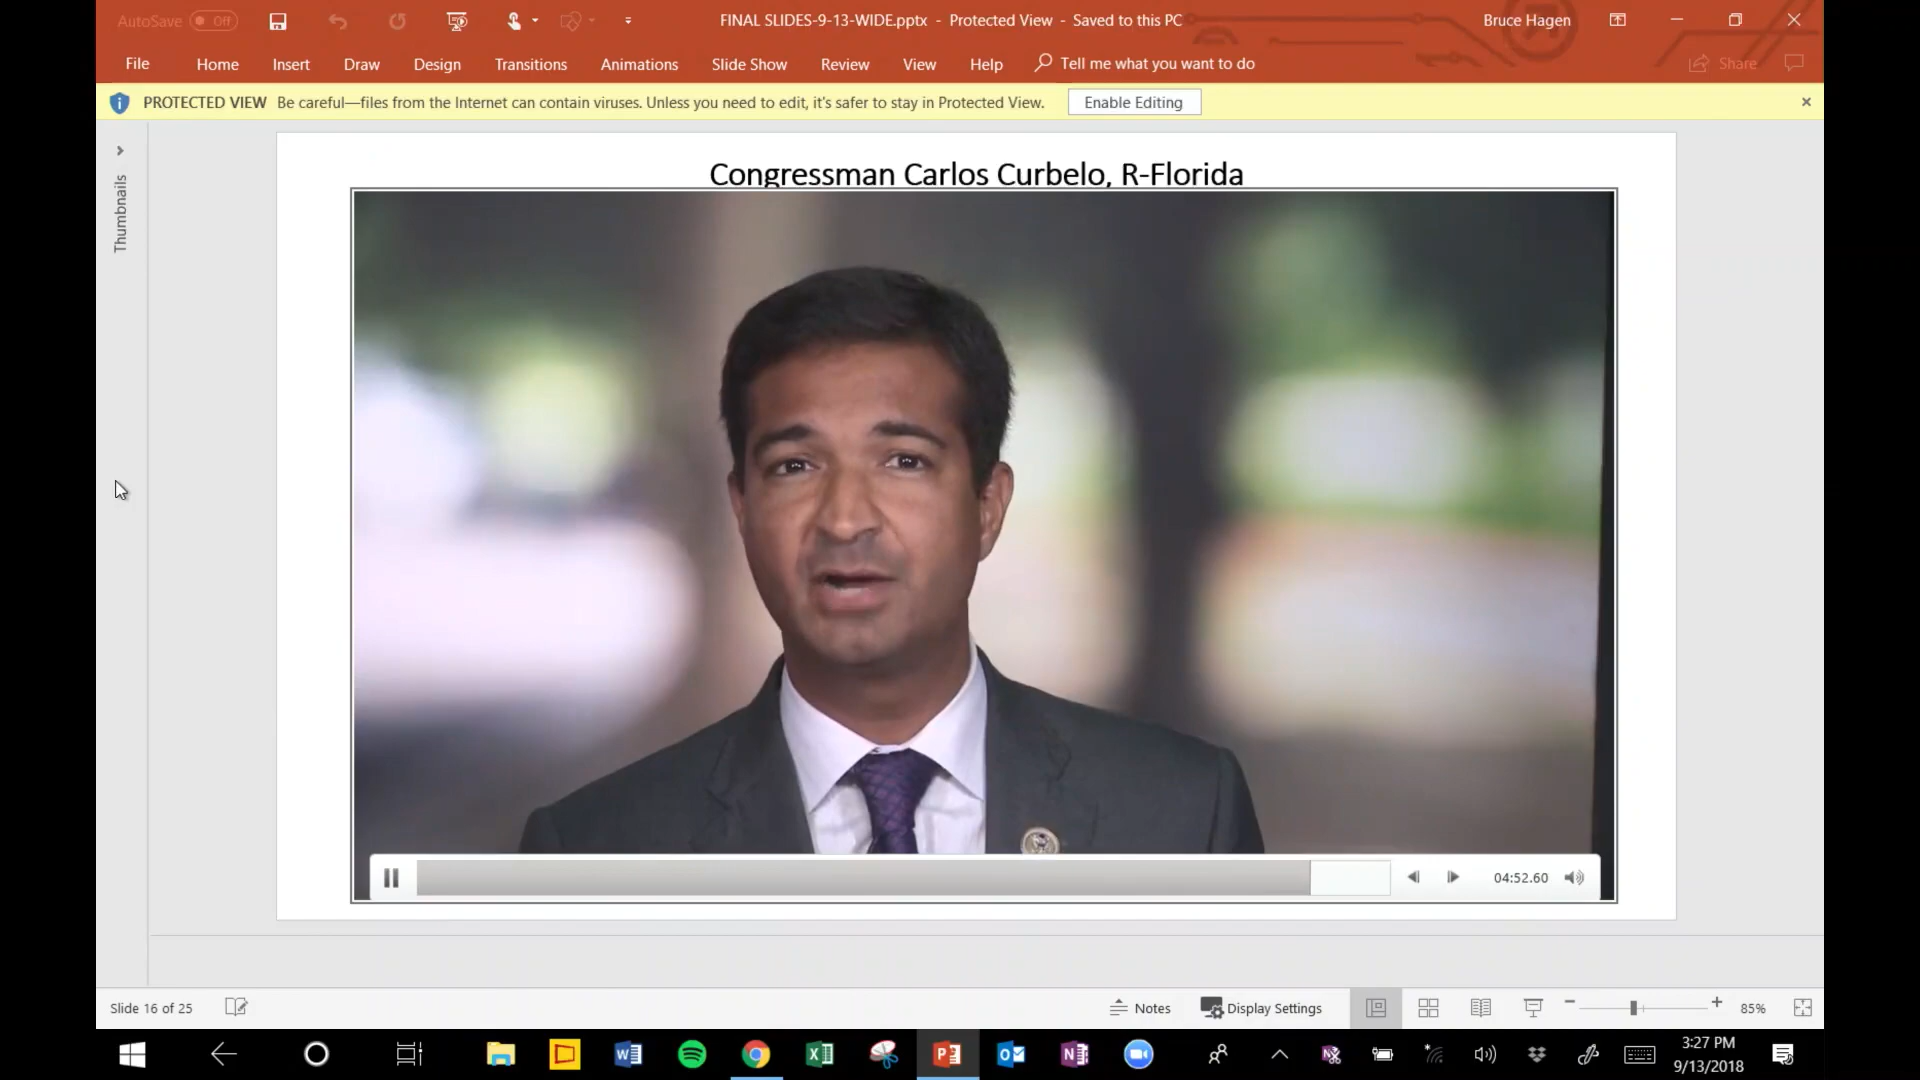 AutoSave Off
FINAL SLIDES-9-13-WIDE.pptx - Protected View - Saved to this PC
Bruce Hagen
File Home Insert Draw Design Transitions Animations Slide Show Review View Help Tell me what you want to do Share
PROTECTED VIEW Be careful—files from the Internet can contain viruses. Unless you need to edit, it's safer to stay in Protected View. Enable Editing
Thumbnails
Congressman Carlos Curbelo, R-Florida
04:52.60
Slide 16 of 25
Notes Display Settings 85%
3:27 PM
9/13/2018